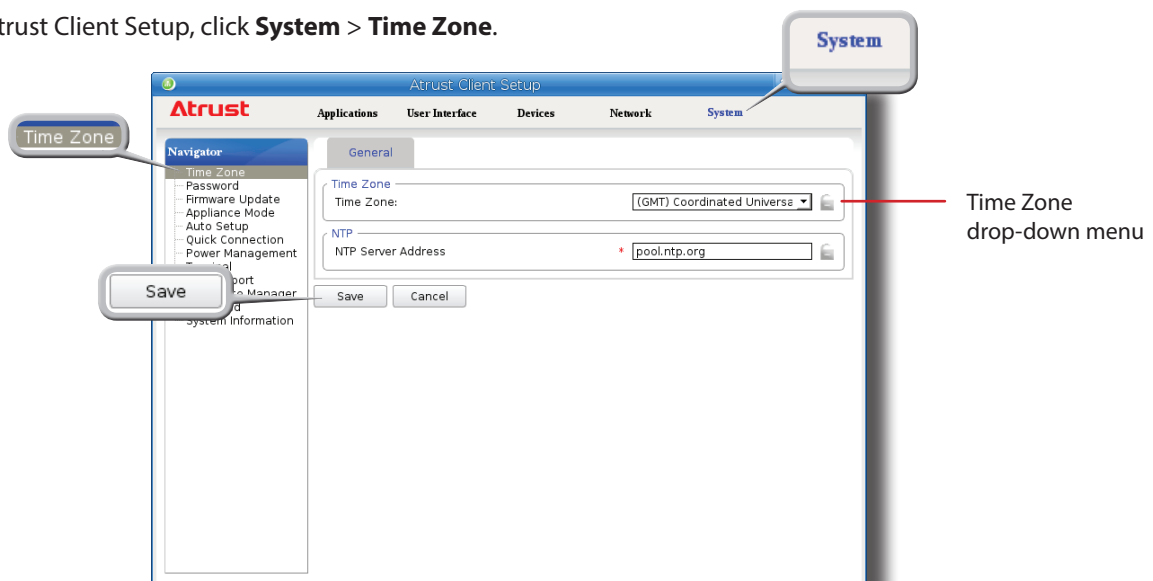 trust Client Setup, click System > Time Zone.
System
Atrust Client Setup
Atrust
Applications
User Interface
Devices
Network
System
Time Zone
Navigator
Time Zone
Password
Firmware Update
Appliance Mode
Auto Setup
Quick Connection
Power Management
Manager
System Information
General
Time Zone
Time Zone:
(GMT) Coordinated Universa
NTP
NTP Server Address
* pool.ntp.org
Save
Cancel
Save
Time Zone
drop-down menu